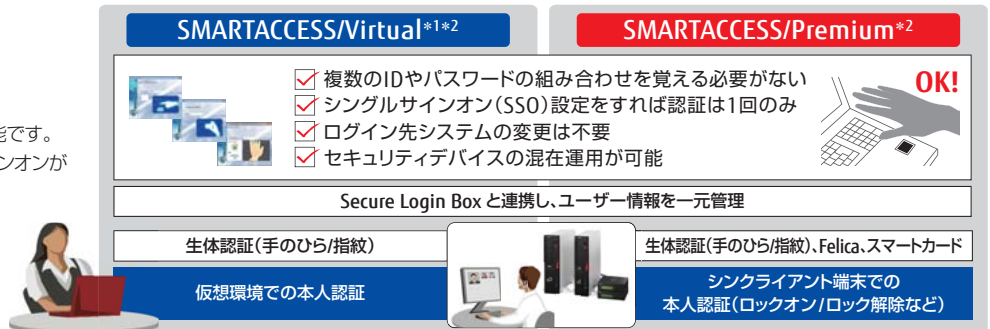 SMARTACCESS/Virtual*1*2
SMARTACCESS/Premium*2
複数のIDやパスワードの組み合わせを覚える必要がない
シングルサインオン(SSO)設定をすれば認証は1回のみ
ログイン先システムの変更は不要
セキュリティデバイスの混在運用が可能
OK!
能です。
ンオンが
Secure Login Box と連携し、ユーザー情報を一元管理
生体認証(手のひら/指紋)
生体認証(手のひら/指紋)、Felica、スマートカード
仮想環境での本人認証
シンクライアント端末での
本人認証(ロックオン/ロック解除など)